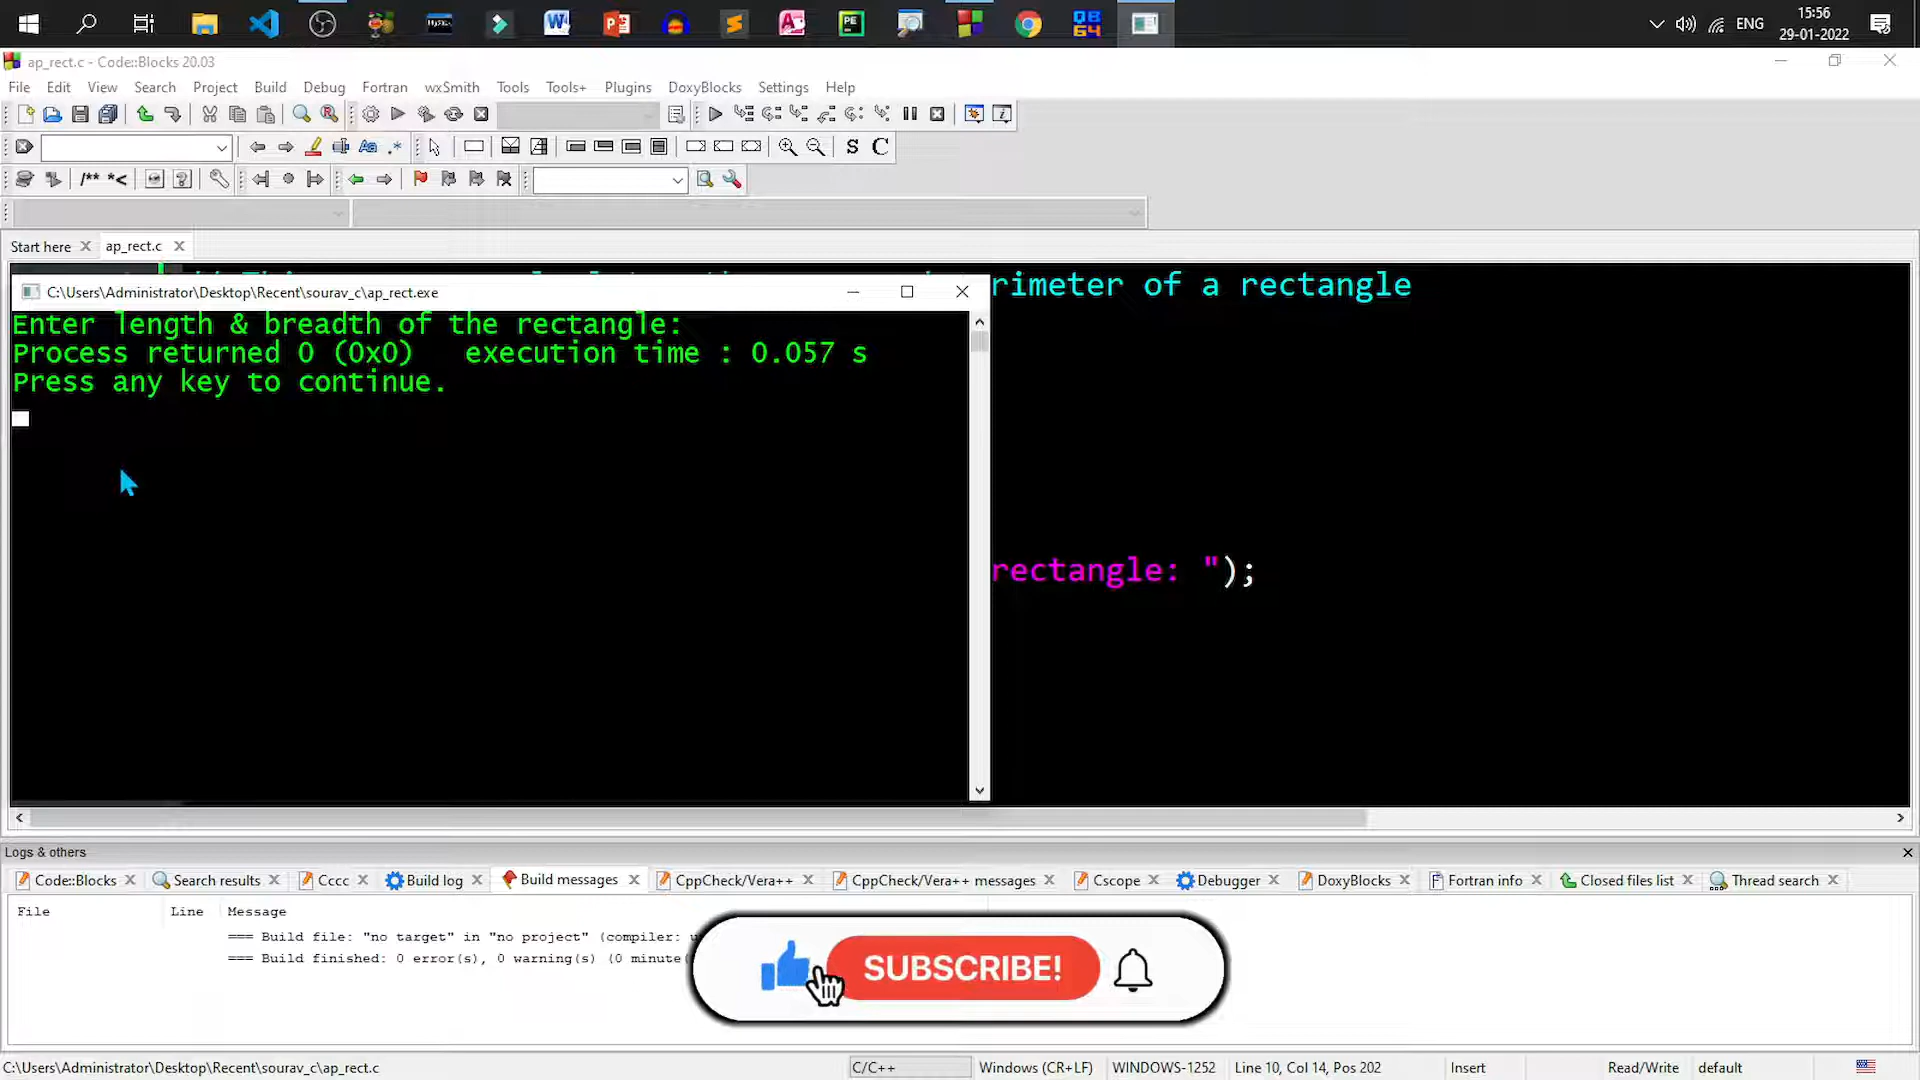 ENG
15:56
29-01-2022
ap_rect.c - Code::Blocks 20.03
File Edit View Search Project Build Debug Fortran wxSmith Tools Tools+ Plugins DoxyBlocks Settings Help
Start here ap_rect.c
rimeter of a rectangle
C:\Users\Administrator\Desktop\Recent\sourav_c\ap_rect.exe
Enter length & breadth of the rectangle:
Process returned 0 (0x0) execution time : 0.057 s
Press any key to continue.
rectangle: ");
Logs & others
Code::Blocks Search results Cccc Build log Build messages CppCheck/Vera++ CppCheck/Vera++ messages Cscope Debugger DoxyBlocks Fortran info Closed files list Thread search
File Line Message
=== Build file: "no target" in "no project" (compiler:
=== Build finished: 0 error(s), 0 warning(s) (0 minute(
SUBSCRIBE!
C:\Users\Administrator\Desktop\Recent\sourav_c\ap_rect.c C/C++ Windows (CR+LF) WINDOWS-1252 Line 10, Col 14, Pos 202 Insert Read/Write default